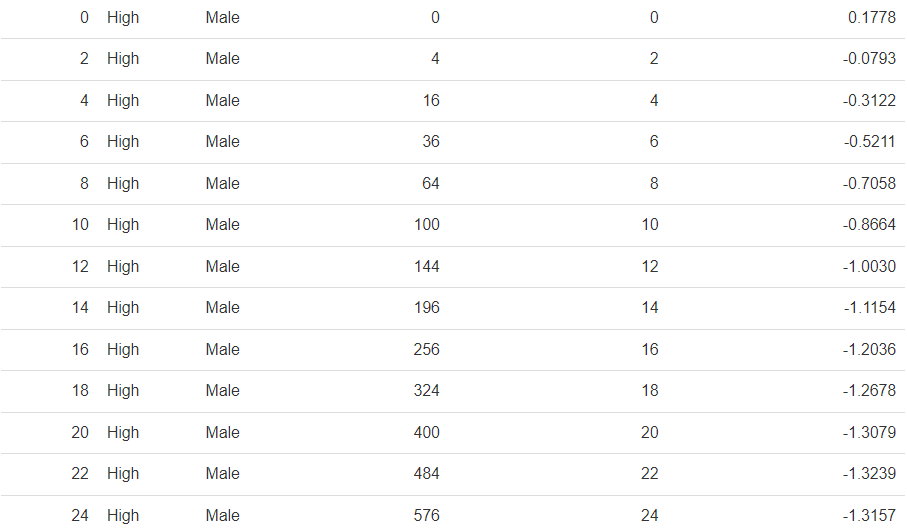 0 High Male 0 0 0.1778
2 High Male 4 2 -0.0793
4 High Male 16 4 -0.3122
6 High Male 36 6 -0.5211
8 High Male 64 8 -0.7058
10 High Male 100 10 -0.8664
12 High Male 144 12 -1.0030
14 High Male 196 14 -1.1154
16 High Male 256 16 -1.2036
18 High Male 324 18 -1.2678
20 High Male 400 20 -1.3079
22 High Male 484 22 -1.3239
24 High Male 576 24 -1.3157